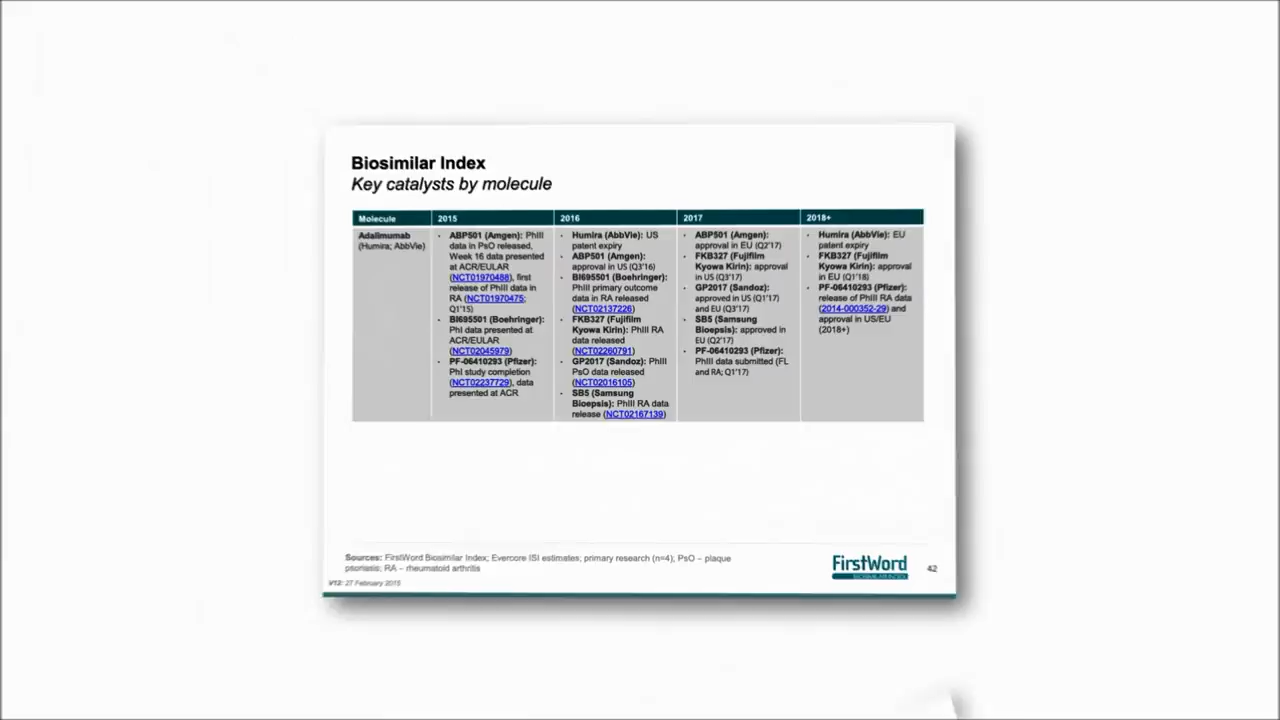 Biosimilar Index
Key catalysts by molecule
Molecule
2015
2016
2017
2018+
Adalimumab
(Humira; AbbVie)
· ABP501 (Amgen): PhIII
data in PsO released,
Week 16 data presented
at ACR/EULAR
(NCT01970488), first
release of PhIII data in
RA (NCT01970475;
Q1'15)
· BI695501 (Boehringer):
PhI data presented at
ACR/EULAR
(NCT02045979)
· PF-06410293 (Pfizer):
PhI study completion
(NCT02237729), data
presented at ACR
· Humira (AbbVie): US
patent expiry
· ABP501 (Amgen):
approval in US (Q3'16)
· BI695501 (Boehringer):
PhIII primary outcome
data in RA released
(NCT02137226)
· FKB327 (Fujifilm
Kyowa Kirin): PhIII RA
data released
(NCT02260791)
· GP2017 (Sandoz): PhIII
PsO data released
(NCT02016105)
· SB5 (Samsung
Bioepsis): PhIII RA data
release (NCT02167139)
· ABP501 (Amgen):
approval in EU (Q2'17)
· FKB327 (Fujifilm
Kyowa Kirin): approval
in US (Q3'17)
· GP2017 (Sandoz):
approved in US (Q1'17)
and EU (Q3'17)
· SB5 (Samsung
Bioepsis): approved in
EU (Q2'17)
· PF-06410293 (Pfizer):
PhIII data submitted (FL
and RA; Q1'17)
· Humira (AbbVie): EU
patent expiry
· FKB327 (Fujifilm
Kyowa Kirin): approval
in EU (Q1'18)
· PF-06410293 (Pfizer):
release of PhIII RA data
(2014-000352-29) and
approval in US/EU
(2018+)
Sources: FirstWord Biosimilar Index; Evercore ISI estimates; primary research (n=4); PsO – plaque
psoriasis; RA – rheumatoid arthritis
V12: 27 February 2015
FirstWord
BIOSIMILAR INDEX
42